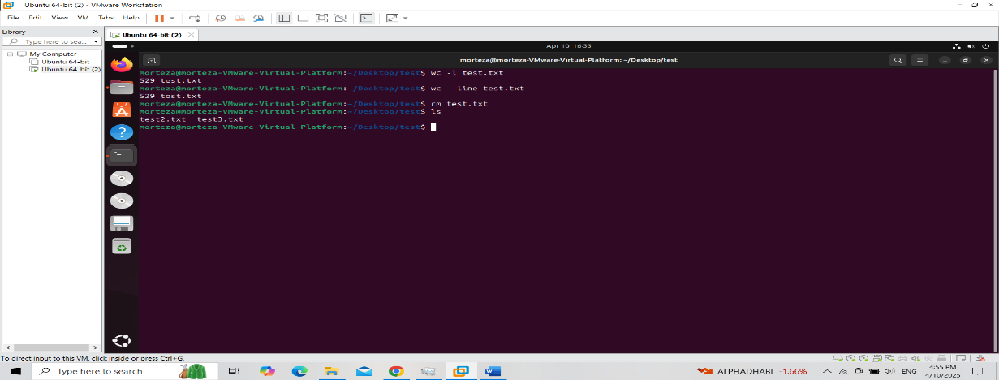 Ubuntu 64-bit (2) - VMware Workstation
File Edit View VM Tabs Help
Library
Type here to sea...
My Computer
Ubuntu 64-bit
Ubuntu 64-bit (2)
Ubuntu 64-bit (2)
Apr 10 16:55
morteza@morteza-VMware-Virtual-Platform: ~/Desktop/test
morteza@morteza-VMware-Virtual-Platform:~/Desktop/test$ wc -l test.txt
529 test.txt
morteza@morteza-VMware-Virtual-Platform:~/Desktop/test$ wc --line test.txt
529 test.txt
morteza@morteza-VMware-Virtual-Platform:~/Desktop/test$ rm test.txt
morteza@morteza-VMware-Virtual-Platform:~/Desktop/test$ ls
test2.txt  test3.txt
morteza@morteza-VMware-Virtual-Platform:~/Desktop/test$
To direct input to this VM, click inside or press Ctrl+G.
Type here to search
ALPHADHABI -1.66%
ENG
4:55 PM
4/10/2025